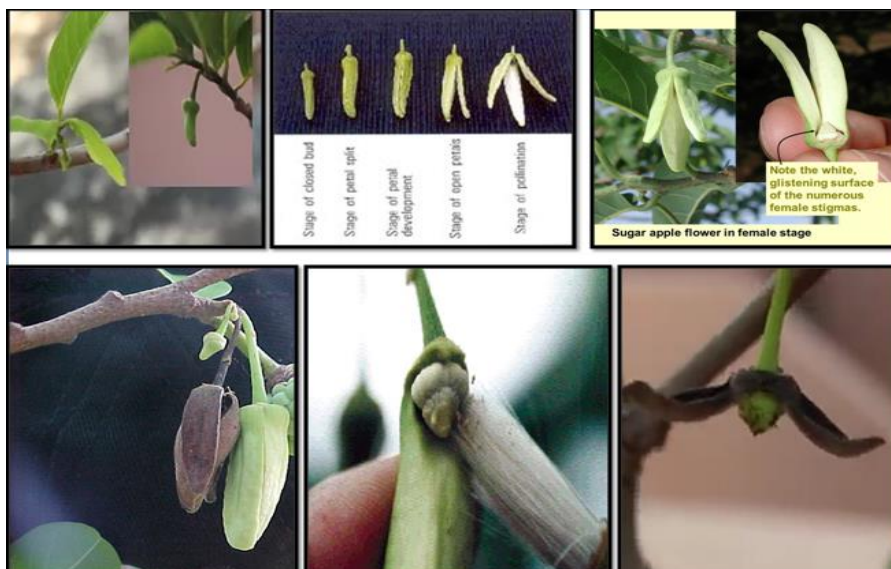 Stage of closed bud
Stage of petal split
Stage of petal
development
Stage of open petals
Stage of pollination
Note the white,
glistening surface
of the numerous
female stigmas.
Sugar apple flower in female stage